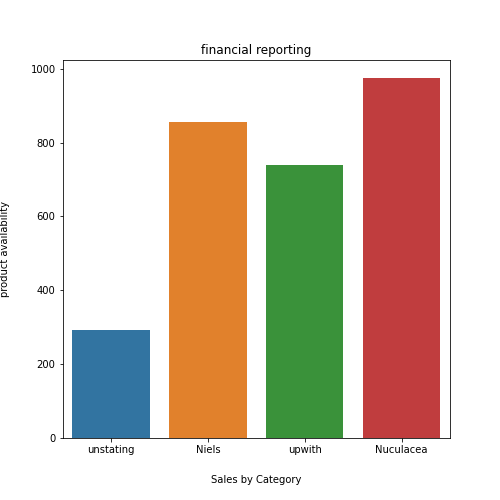 financial reporting
1000
800
600
400
200
0
product availability
unstating Niels upwith Nuculacea
Sales by Category